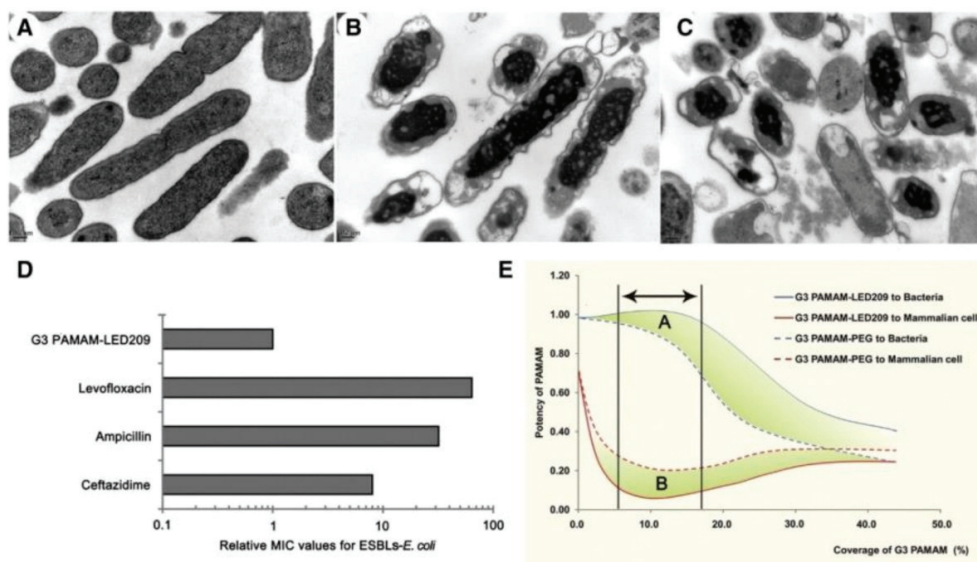 A
B
C
D
G3 PAMAM-LED209
Levofloxacin
Ampicillin
Ceftazidime
0.1 1 10 100
Relative MIC values for ESBLs-E. coli
E
1.20
1.00
0.80
0.60
0.40
0.20
0.00
Potency of PAMAM
A
B
G3 PAMAM-LED209 to Bacteria
G3 PAMAM-LED209 to Mammalian cell
G3 PAMAM-PEG to Bacteria
G3 PAMAM-PEG to Mammalian cell
0.0 10.0 20.0 30.0 40.0 50.0
Coverage of G3 PAMAM (%)